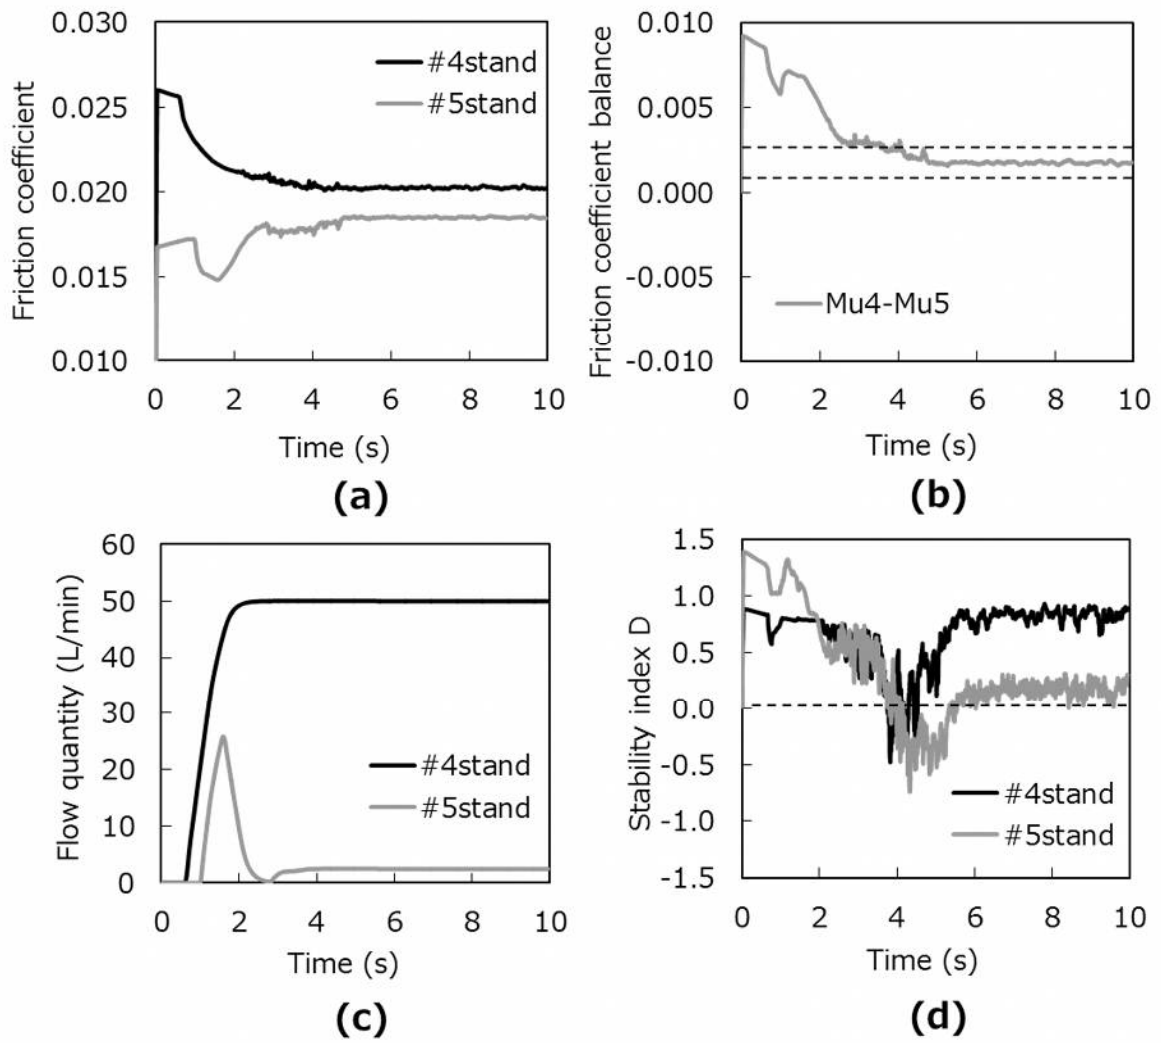 Friction coefficient
0.030
0.025
0.020
0.015
0.010
#4stand
#5stand
0 2 4 6 8 10
Time (s)
(a)
Friction coefficient balance
0.010
0.005
0.000
-0.005
-0.010
Mu4-Mu5
0 2 4 6 8 10
Time (s)
(b)
Flow quantity (L/min)
60
50
40
30
20
10
0
#4stand
#5stand
0 2 4 6 8 10
Time (s)
(c)
Stability index D
1.5
1.0
0.5
0.0
-0.5
-1.0
-1.5
#4stand
#5stand
0 2 4 6 8 10
Time (s)
(d)